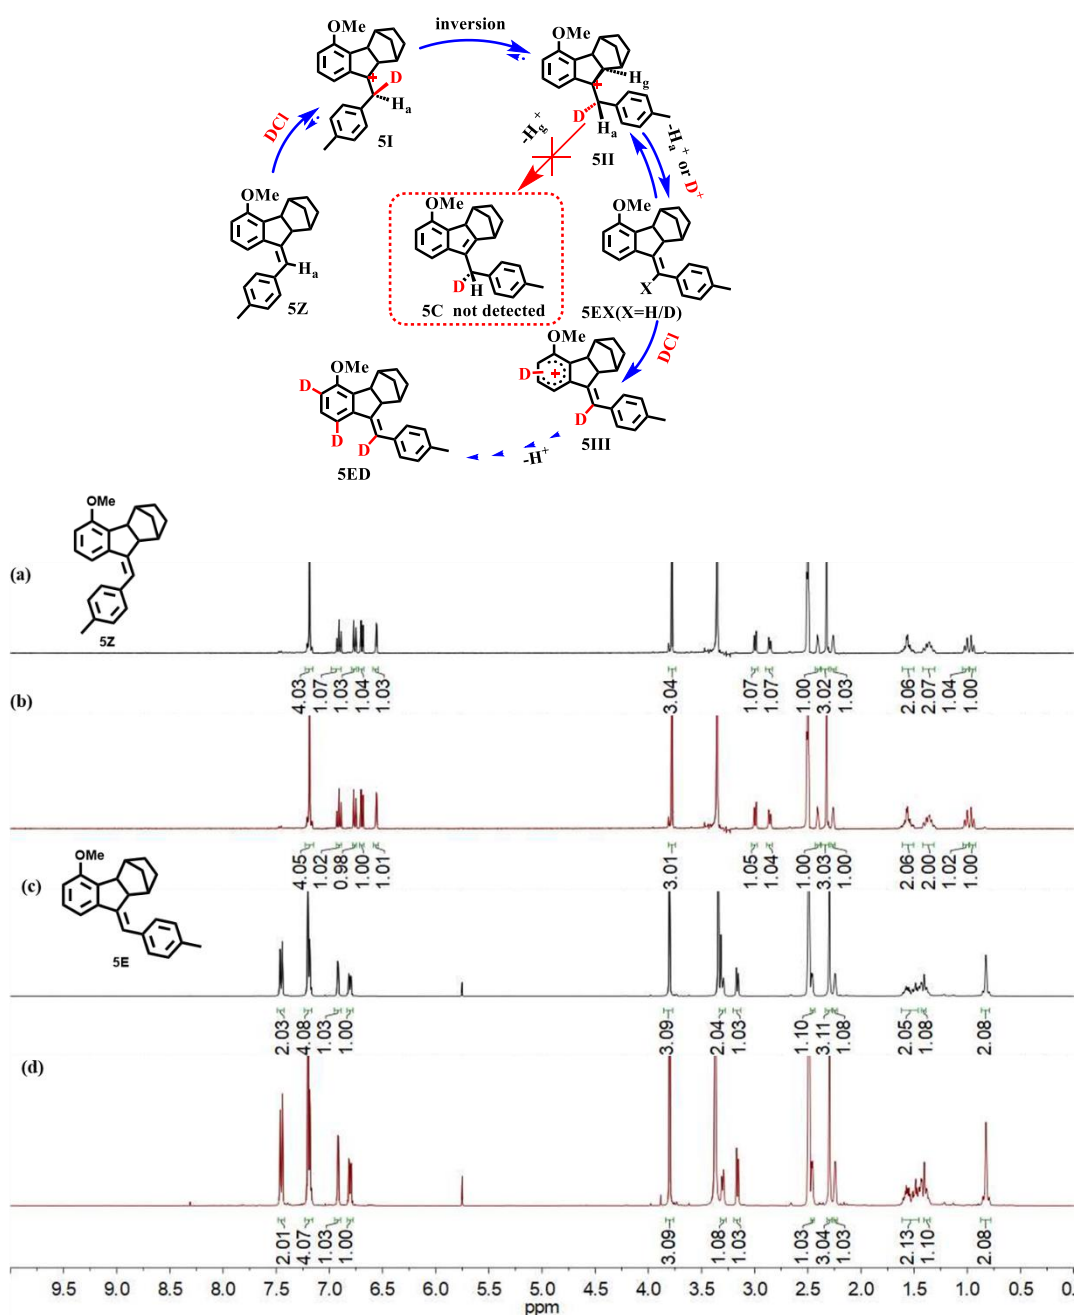 inversion
OMe
D
Hₐ
5I
DCl
OMe
H_g
D
Hₐ
5II
-H_g⁺
-Hₐ⁺ or D⁺
OMe
Hₐ
5Z
OMe
D
H
5C not detected
OMe
X
5EX(X=H/D)
DCl
OMe
D
D
5III
-H⁺
OMe
D
D
D
5ED
(a)
OMe
5Z
4.03 1.07 1.03 1.04 1.03 3.04 1.07 1.07 1.00 3.02 1.03 2.06 2.07 1.04 1.00
(b)
4.05 1.02 0.98 1.00 1.01 3.01 1.05 1.04 1.00 3.03 1.00 2.06 2.00 1.02 1.00
(c)
OMe
5E
2.03 4.08 1.03 1.00 3.09 2.04 1.03 1.10 3.11 1.08 2.05 1.08 2.08
(d)
2.01 4.07 1.03 1.00 3.09 1.08 1.03 1.03 3.04 1.03 2.13 1.10 2.08
9.5 9.0 8.5 8.0 7.5 7.0 6.5 6.0 5.5 5.0 4.5 4.0 3.5 3.0 2.5 2.0 1.5 1.0 0.
ppm